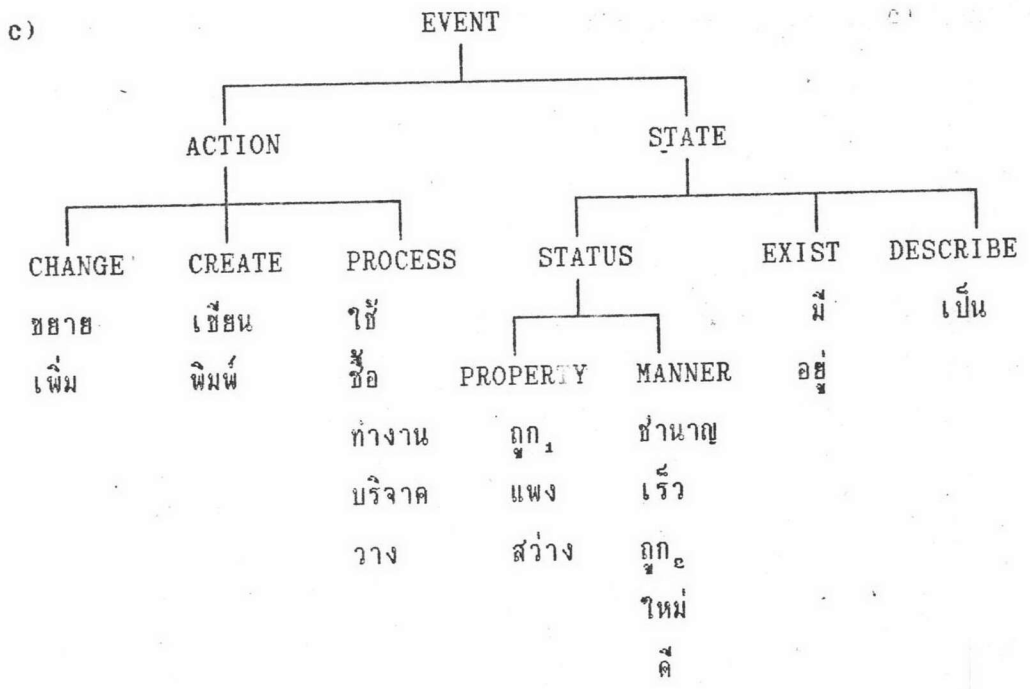 c)
EVENT
ACTION STATE
CHANGE CREATE PROCESS STATUS EXIST DESCRIBE
ขยาย เขียน ใช้ มี เป็น
เพิ่ม พิมพ์ ซื้อ PROPERTY MANNER อยู่
ทำงาน ถูก₁ ชำนาญ
บริจาค แพง เร็ว
วาง สว่าง ถูก₂
ใหม่
ดี